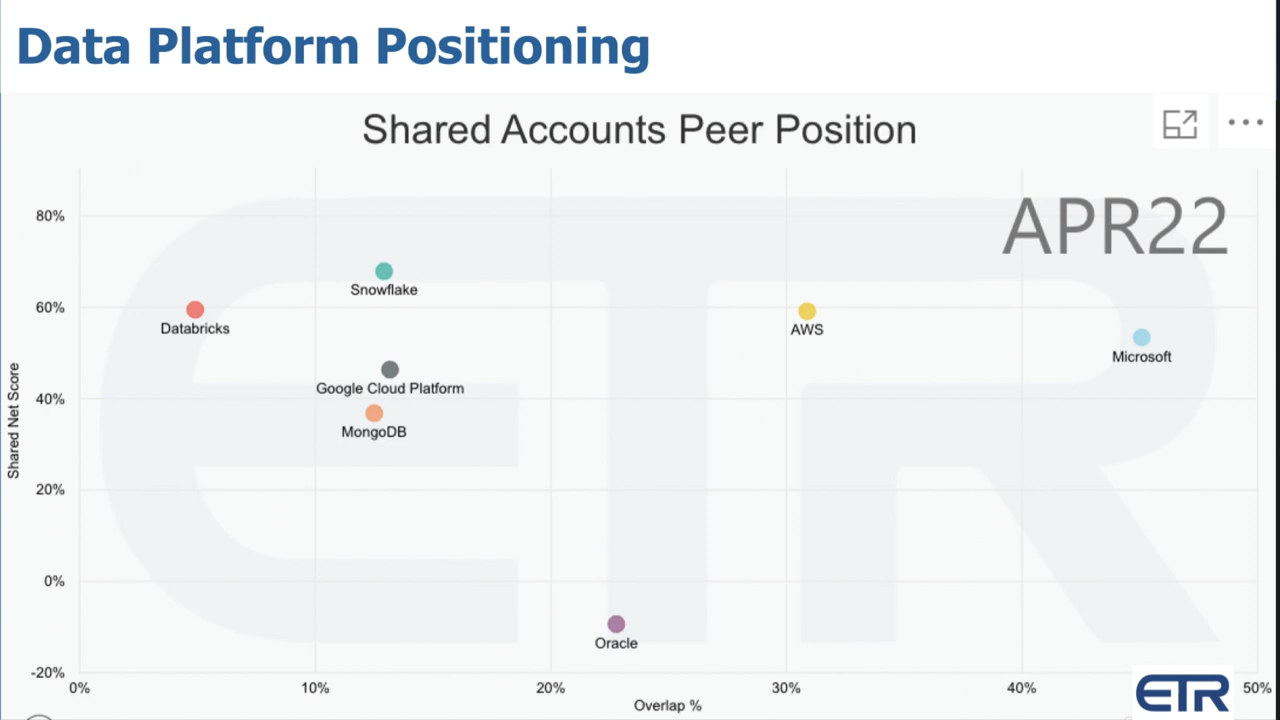 Data Platform Positioning
Shared Accounts Peer Position
APR22
80%
Snowflake
60%
Databricks
AWS
Microsoft
Google Cloud Platform
40%
MongoDB
Shared Net Score
20%
0%
Oracle
-20%
0%
10%
20%
30%
40%
50%
Overlap %
ETR
ETR